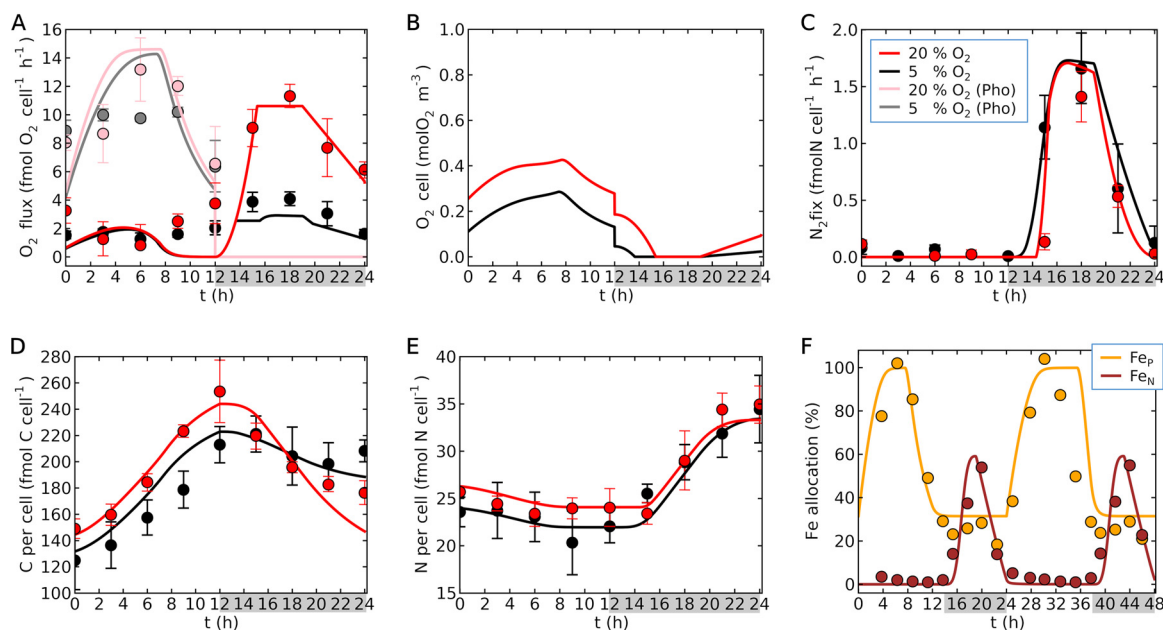 A
O₂ flux (fmol O₂ cell⁻¹ h⁻¹)
16
14
12
10
8
6
4
2
0
0 2 4 6 8 10 12 14 16 18 20 22 24
t (h)
B
O₂ cell (molO₂ m⁻³)
1.0
0.8
0.6
0.4
0.2
0.0
0 2 4 6 8 10 12 14 16 18 20 22 24
t (h)
C
N₂fix (fmolN cell⁻¹ h⁻¹)
2.0
1.5
1.0
0.5
0.0
20 % O₂
5 % O₂
20 % O₂ (Pho)
5 % O₂ (Pho)
0 2 4 6 8 10 12 14 16 18 20 22 24
t (h)
D
C per cell (fmol C cell⁻¹)
280
260
240
220
200
180
160
140
120
100
0 2 4 6 8 10 12 14 16 18 20 22 24
t (h)
E
N per cell (fmol N cell⁻¹)
40
35
30
25
20
15
0 2 4 6 8 10 12 14 16 18 20 22 24
t (h)
F
Fe allocation (%)
100
80
60
40
20
0
Fe_P
Fe_N
0 4 8 12 16 20 24 28 32 36 40 44 48
t (h)